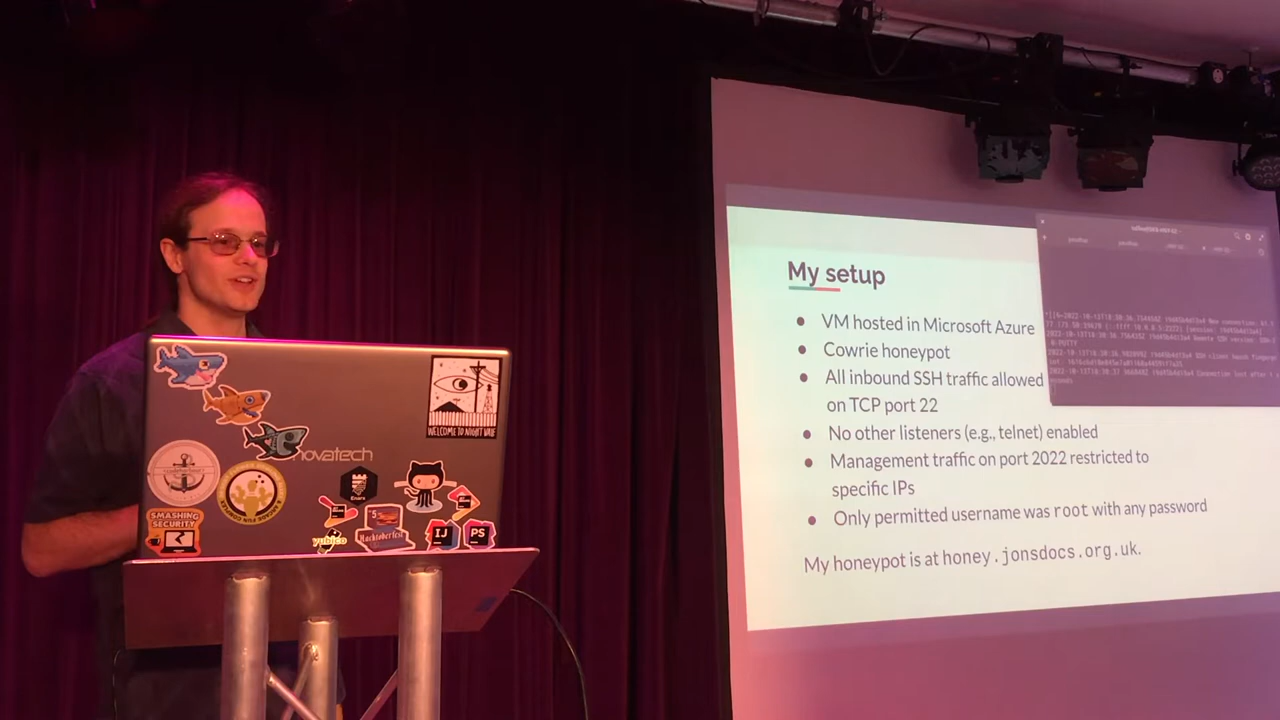 My setup
VM hosted in Microsoft Azure
Cowrie honeypot
All inbound SSH traffic allowed
on TCP port 22
No other listeners (e.g., telnet) enabled
Management traffic on port 2022 restricted to
specific IPs
Only permitted username was root with any password
My honeypot is at honey.jonsdocs.org.uk.
WELCOME TO NIGHT VALE
novatech
Enarx
SMASHING
SECURITY
yubico
Hacktoberfest
IJ
PS